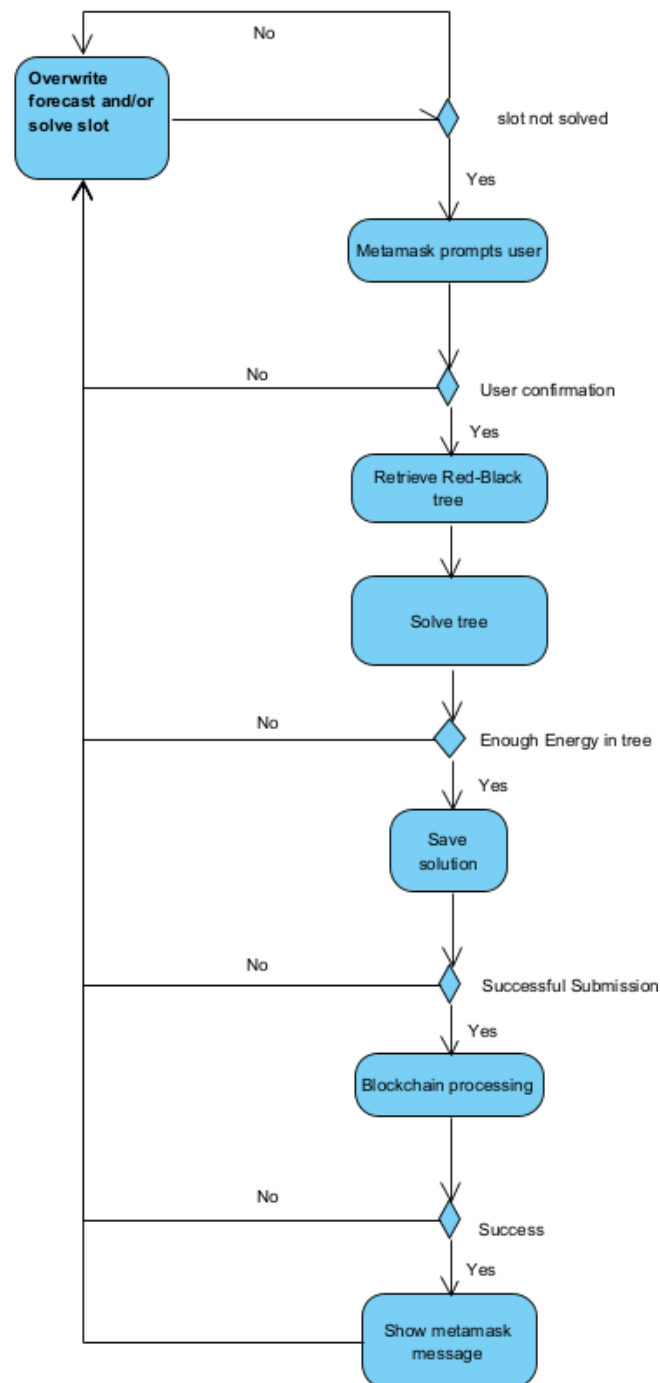 No
Overwrite
forecast and/or
solve slot
slot not solved
Yes
Metamask prompts user
No
User confirmation
Yes
Retrieve Red-Black
tree
Solve tree
No
Enough Energy in tree
Yes
Save
solution
No
Successful Submission
Yes
Blockchain processing
No
Success
Yes
Show metamask
message